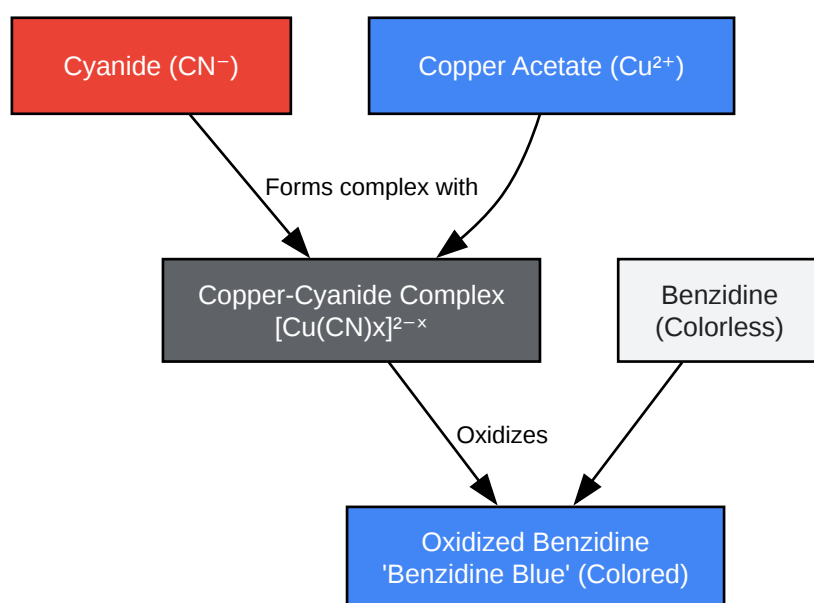 Cyanide (CN⁻)
Copper Acetate (Cu²⁺)
Forms complex with
Copper-Cyanide Complex
[Cu(CN)x]²⁻ˣ
Benzidine
(Colorless)
Oxidizes
Oxidized Benzidine
'Benzidine Blue' (Colored)